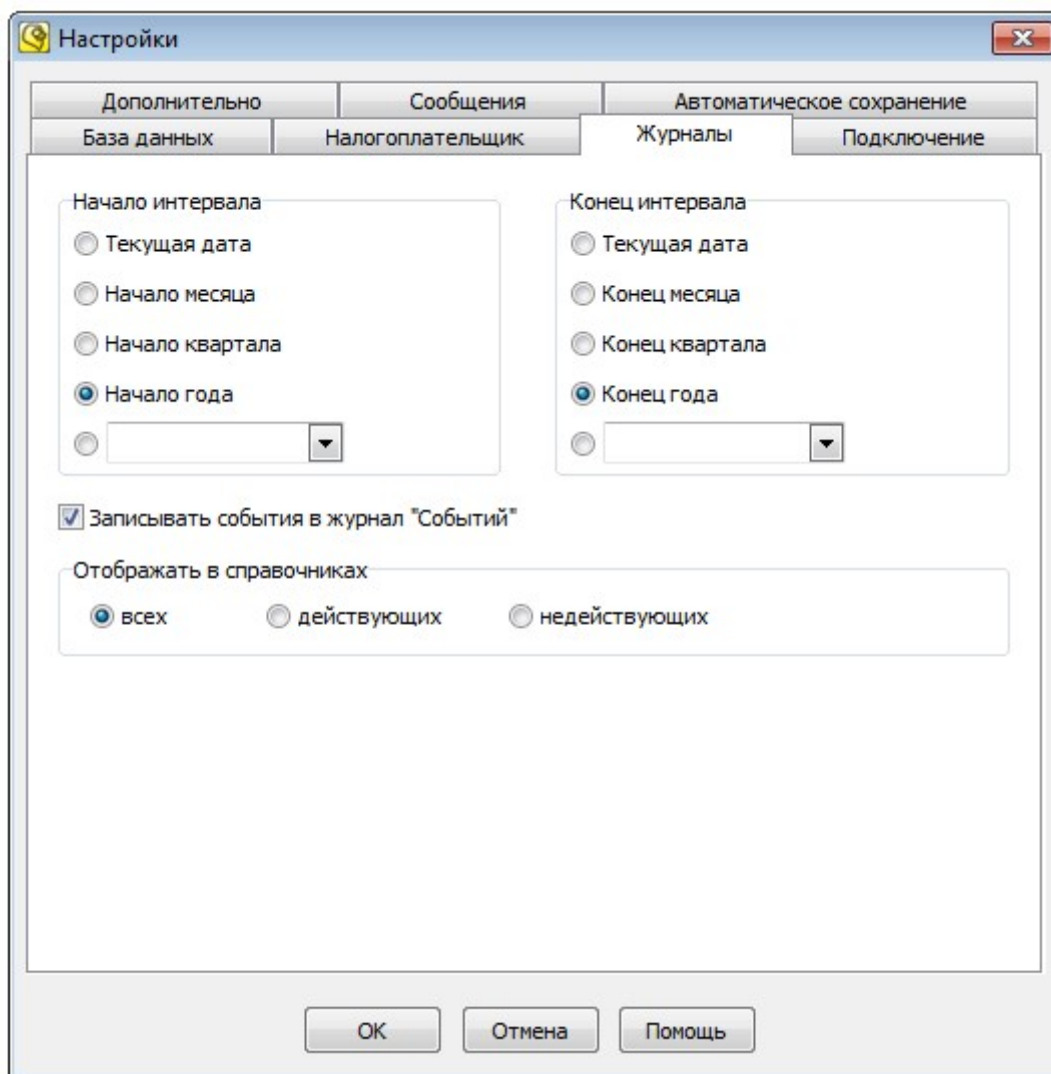 Настройки
Дополнительно Сообщения Автоматическое сохранение
База данных Налогоплательщик Журналы Подключение
Начало интервала Конец интервала
Текущая дата Текущая дата
Начало месяца Конец месяца
Начало квартала Конец квартала
Начало года Конец года
Записывать события в журнал "Событий"
Отображать в справочниках
всех действующих недействующих
ОК Отмена Помощь